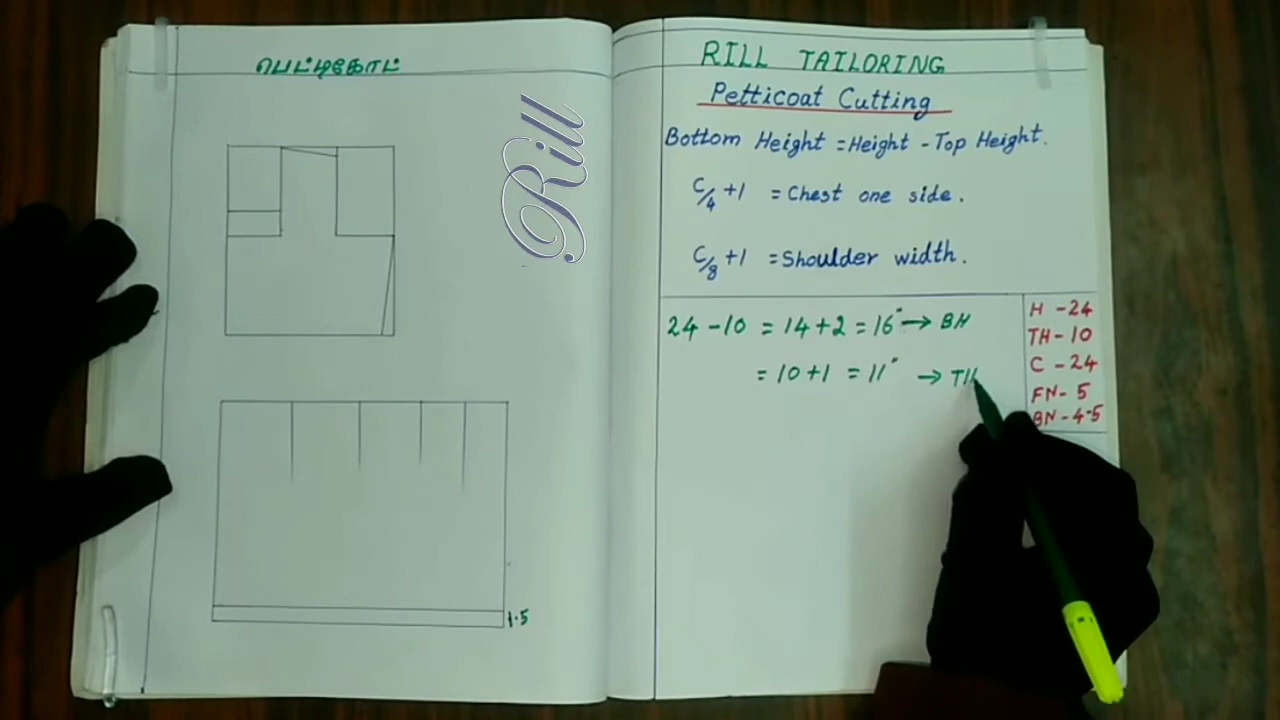 பெட்டிகோட்
Rill
1.5
RILL TAILORING
Petticoat Cutting
Bottom Height = Height - Top Height.
C/4 +1 = Chest one side.
C/8 +1 = Shoulder width.
24 - 10 = 14 + 2 = 16" → BH
= 10 + 1 = 11" → TH
H - 24
TH - 10
C - 24
FN - 5
BN - 4.5